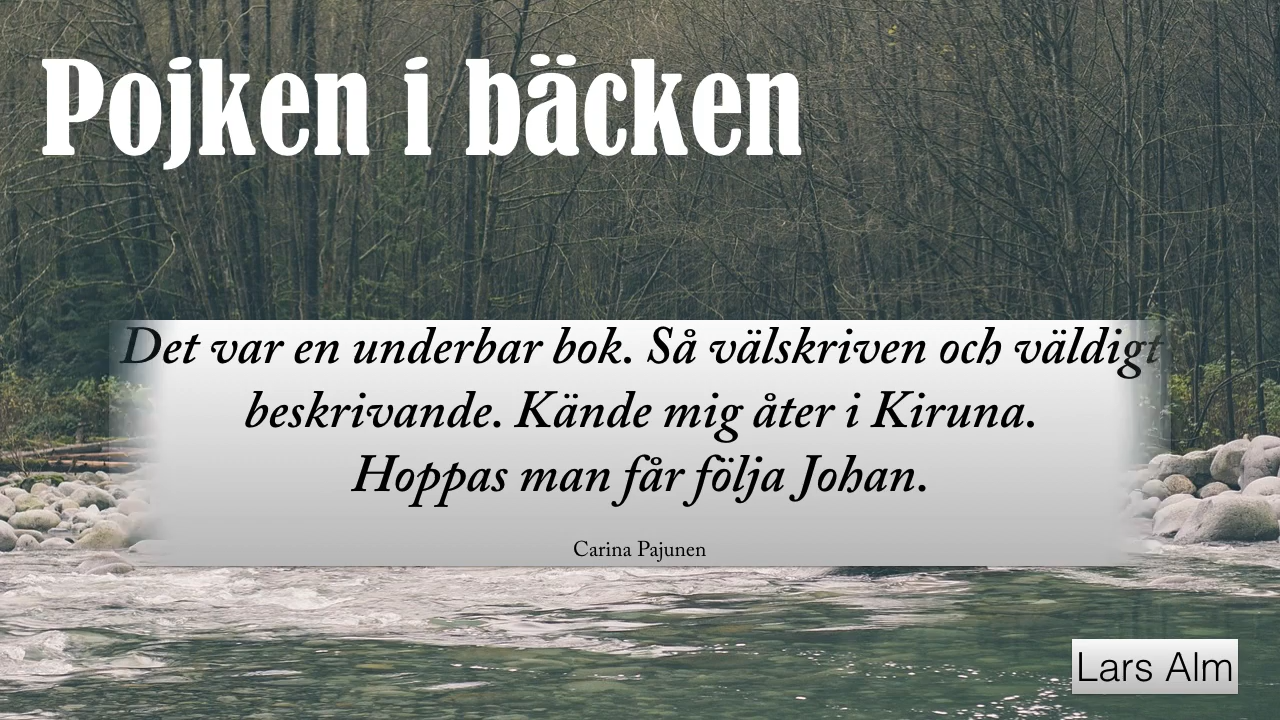 Pojken i bäcken
Det var en underbar bok. Så välskriven och väldigt
beskrivande. Kände mig åter i Kiruna.
Hoppas man får följa Johan.
Carina Pajunen
Lars Alm